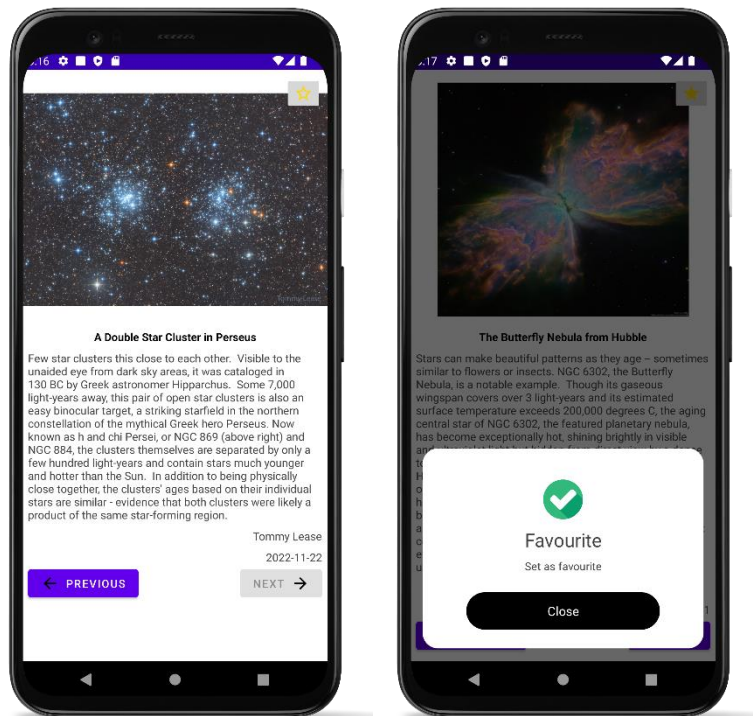 :16
Tommy Lease
A Double Star Cluster in Perseus
Few star clusters this close to each other. Visible to the
unaided eye from dark sky areas, it was cataloged in
130 BC by Greek astronomer Hipparchus. Some 7,000
light-years away, this pair of open star clusters is also an
easy binocular target, a striking starfield in the northern
constellation of the mythical Greek hero Perseus. Now
known as h and chi Persei, or NGC 869 (above right) and
NGC 884, the clusters themselves are separated by only a
few hundred light-years and contain stars much younger
and hotter than the Sun. In addition to being physically
close together, the clusters' ages based on their individual
stars are similar - evidence that both clusters were likely a
product of the same star-forming region.
Tommy Lease
2022-11-22
PREVIOUS
NEXT
:17
The Butterfly Nebula from Hubble
Stars can make beautiful patterns as they age – sometimes
similar to flowers or insects. NGC 6302, the Butterfly
Nebula, is a notable example. Though its gaseous
wingspan covers over 3 light-years and its estimated
surface temperature exceeds 200,000 degrees C, the aging
central star of NGC 6302, the featured planetary nebula,
has become exceptionally hot, shining brightly in visible
Favourite
Set as favourite
Close